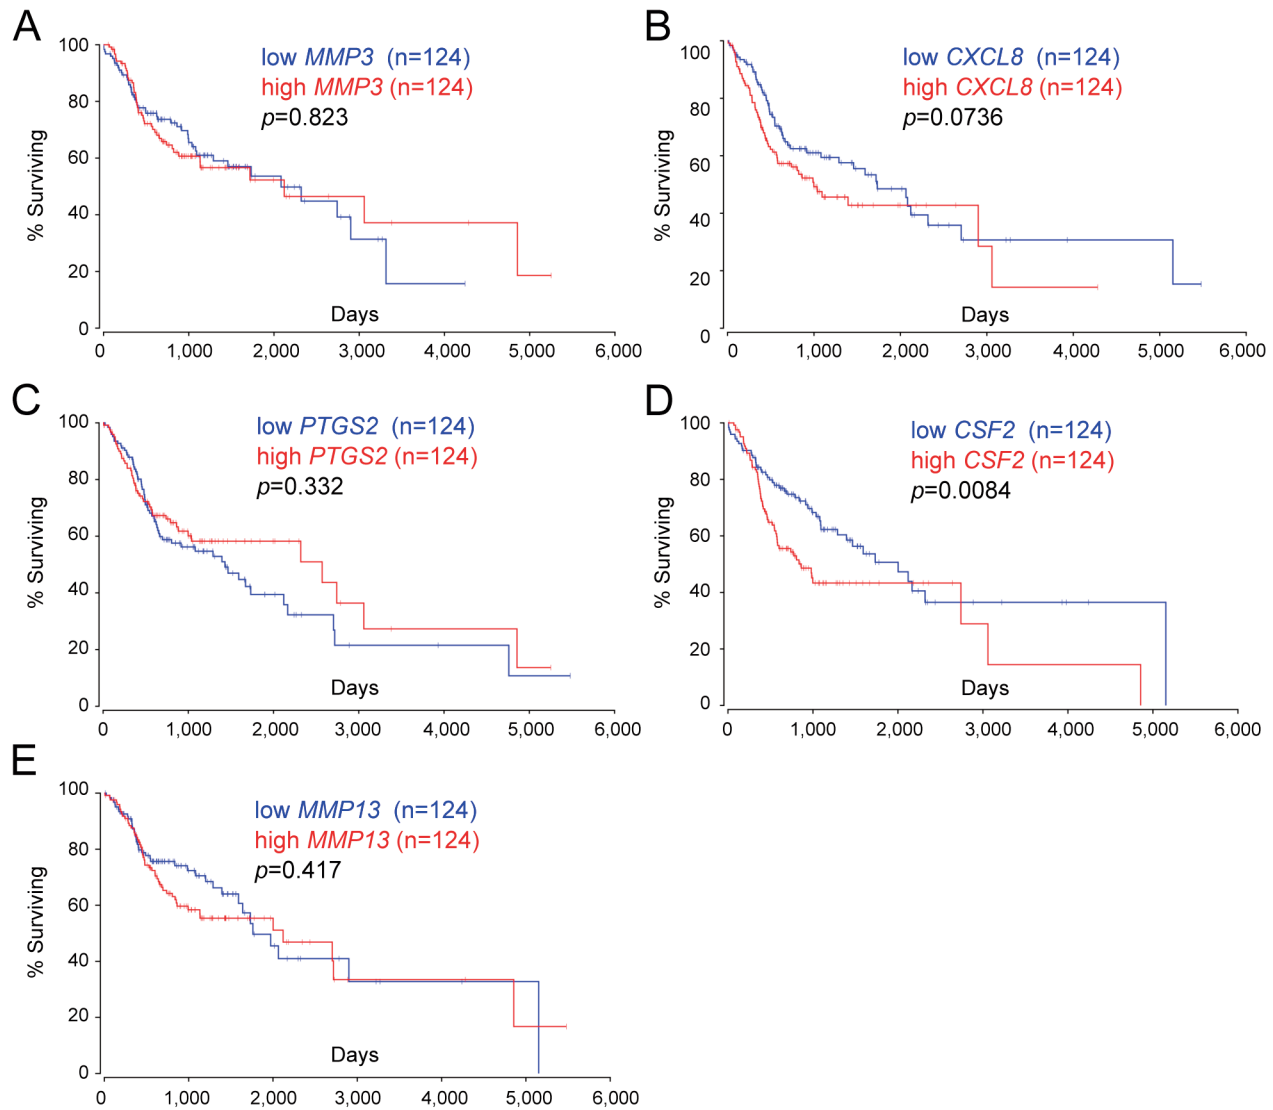 A
low MMP3 (n=124)
high MMP3 (n=124)
p=0.823
% Surviving
100
80
60
40
20
0
Days
0 1,000 2,000 3,000 4,000 5,000 6,000
B
low CXCL8 (n=124)
high CXCL8 (n=124)
p=0.0736
% Surviving
100
80
60
40
20
0
Days
0 1,000 2,000 3,000 4,000 5,000 6,000
C
low PTGS2 (n=124)
high PTGS2 (n=124)
p=0.332
% Surviving
100
80
60
40
20
0
Days
0 1,000 2,000 3,000 4,000 5,000 6,000
D
low CSF2 (n=124)
high CSF2 (n=124)
p=0.0084
% Surviving
100
80
60
40
20
0
Days
0 1,000 2,000 3,000 4,000 5,000 6,000
E
low MMP13 (n=124)
high MMP13 (n=124)
p=0.417
% Surviving
100
80
60
40
20
0
Days
0 1,000 2,000 3,000 4,000 5,000 6,000